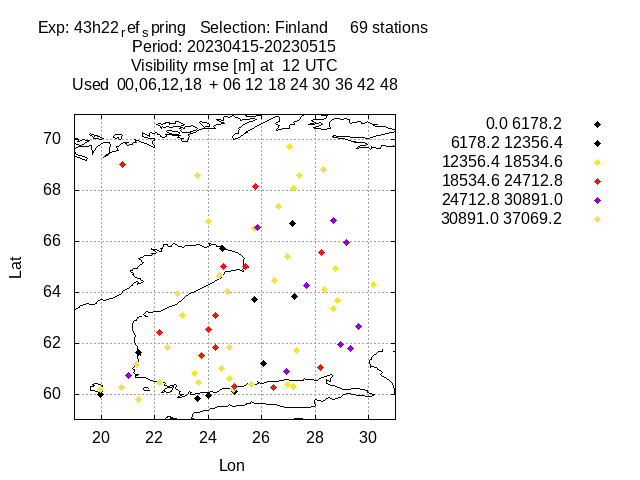 Exp: 43h22_ref_spring   Selection: Finland     69 stations
Period: 20230415-20230515
Visibility rmse [m] at  12 UTC
Used  00,06,12,18  + 06 12 18 24 30 36 42 48
0.0 6178.2
6178.2 12356.4
12356.4 18534.6
18534.6 24712.8
24712.8 30891.0
30891.0 37069.2
70
68
66
64
62
60
Lat
20 22 24 26 28 30
Lon